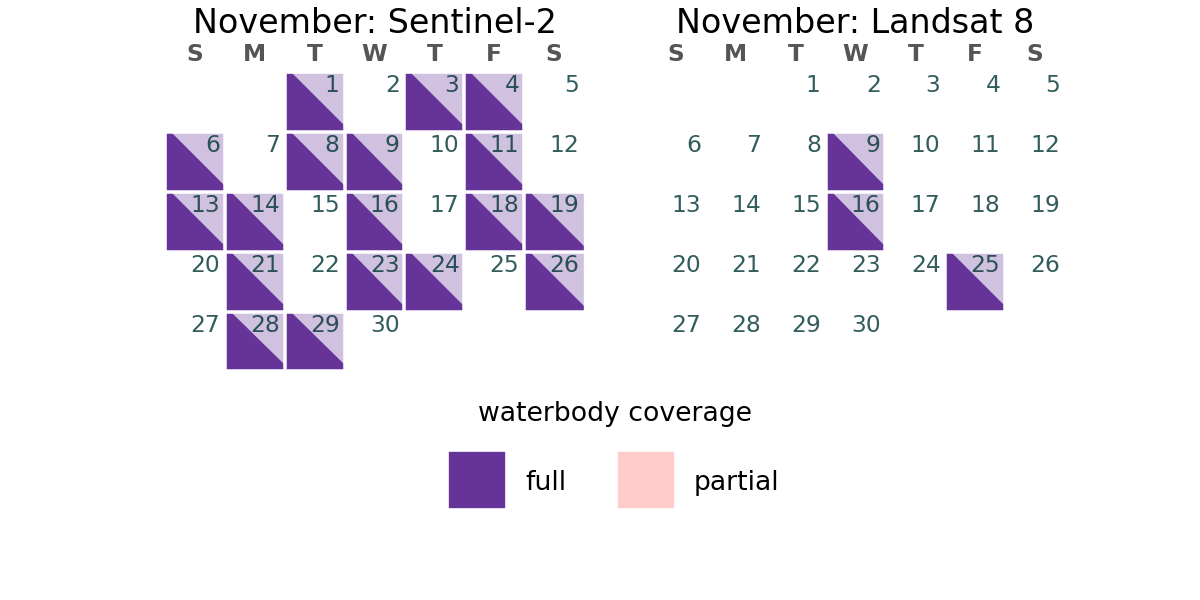 November: Sentinel-2
S M T W T F S
1 2 3 4 5
6 7 8 9 10 11 12
13 14 15 16 17 18 19
20 21 22 23 24 25 26
27 28 29 30
November: Landsat 8
S M T W T F S
1 2 3 4 5
6 7 8 9 10 11 12
13 14 15 16 17 18 19
20 21 22 23 24 25 26
27 28 29 30
waterbody coverage
full partial